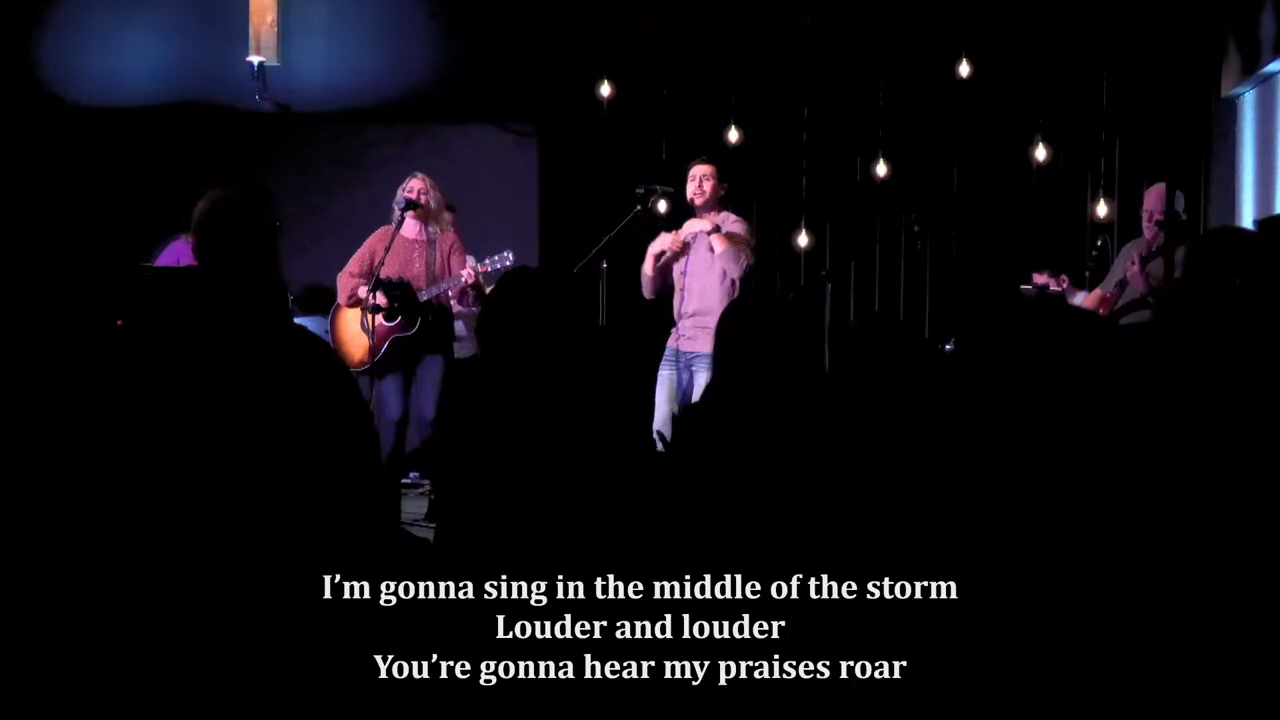 I’m gonna sing in the middle of the storm
Louder and louder
You’re gonna hear my praises roar